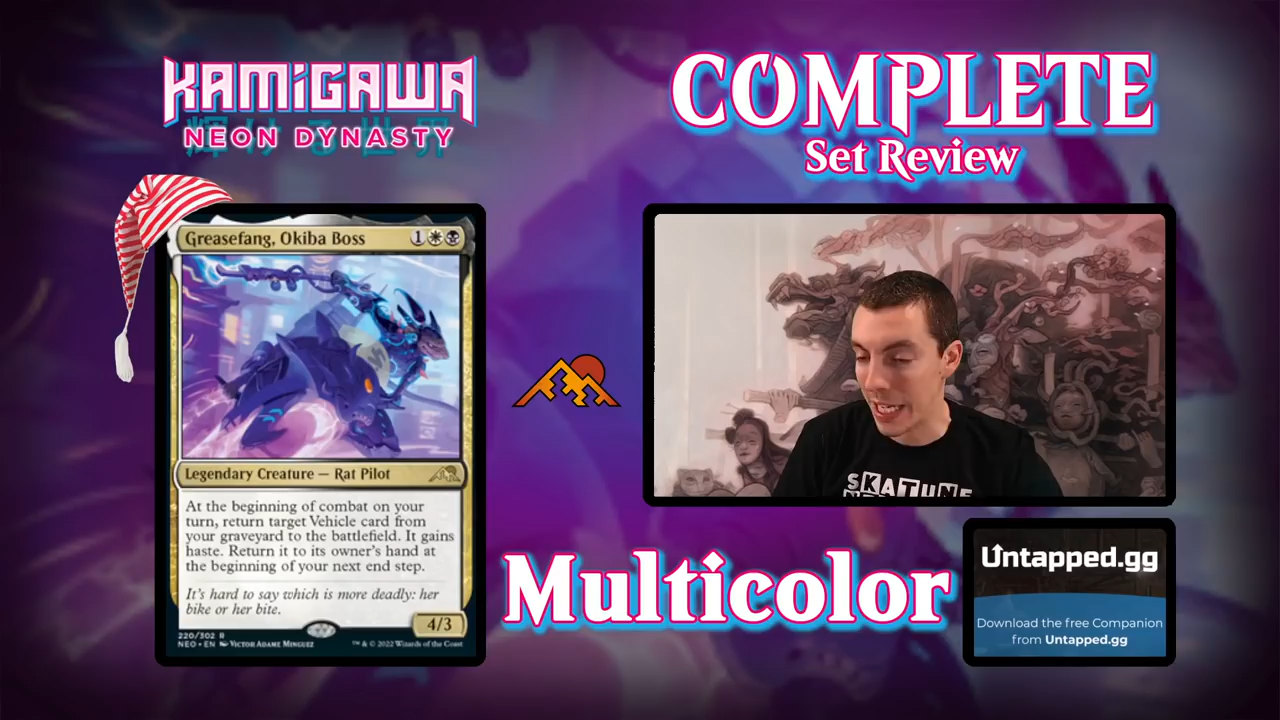 KAMIGAWA
輝ける世界
NEON DYNASTY
COMPLETE
Set Review
Greasefang, Okiba Boss
1
Legendary Creature — Rat Pilot
At the beginning of combat on your
turn, return target Vehicle card from
your graveyard to the battlefield. It gains
haste. Return it to its owner's hand at
the beginning of your next end step.
It's hard to say which is more deadly: her
bike or her bite.
4/3
220/302 R
NEO • EN Victor Adame Minguez
™ & © 2022 Wizards of the Coast
SKATUNE
Multicolor
Untapped.gg
Download the free Companion
from Untapped.gg